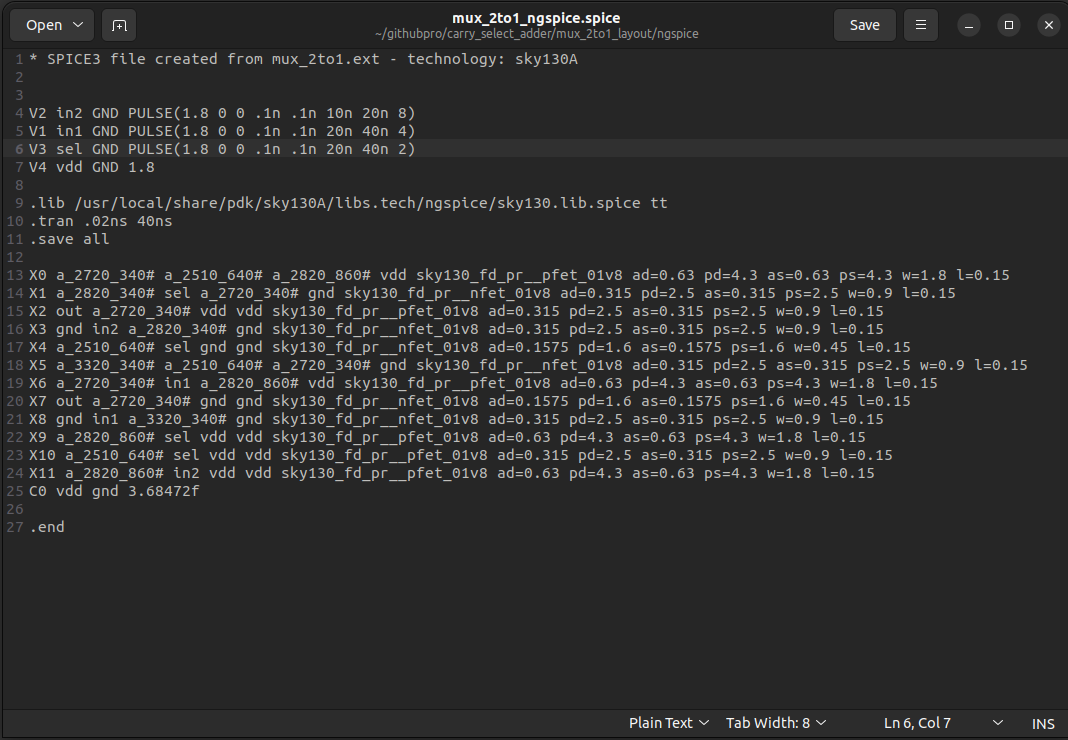 Open
mux_2to1_ngspice.spice
~/githubpro/carry_select_adder/mux_2to1_layout/ngspice
Save
1 * SPICE3 file created from mux_2to1.ext - technology: sky130A
2
3
4 V2 in2 GND PULSE(1.8 0 0 .1n .1n 10n 20n 8)
5 V1 in1 GND PULSE(1.8 0 0 .1n .1n 20n 40n 4)
6 V3 sel GND PULSE(1.8 0 0 .1n .1n 20n 40n 2)
7 V4 vdd GND 1.8
8
9 .lib /usr/local/share/pdk/sky130A/libs.tech/ngspice/sky130.lib.spice tt
10 .tran .02ns 40ns
11 .save all
12
13 X0 a_2720_340# a_2510_640# a_2820_860# vdd sky130_fd_pr__pfet_01v8 ad=0.63 pd=4.3 as=0.63 ps=4.3 w=1.8 l=0.15
14 X1 a_2820_340# sel a_2720_340# gnd sky130_fd_pr__nfet_01v8 ad=0.315 pd=2.5 as=0.315 ps=2.5 w=0.9 l=0.15
15 X2 out a_2720_340# vdd vdd sky130_fd_pr__pfet_01v8 ad=0.315 pd=2.5 as=0.315 ps=2.5 w=0.9 l=0.15
16 X3 gnd in2 a_2820_340# gnd sky130_fd_pr__nfet_01v8 ad=0.315 pd=2.5 as=0.315 ps=2.5 w=0.9 l=0.15
17 X4 a_2510_640# sel gnd gnd sky130_fd_pr__nfet_01v8 ad=0.1575 pd=1.6 as=0.1575 ps=1.6 w=0.45 l=0.15
18 X5 a_3320_340# a_2510_640# a_2720_340# gnd sky130_fd_pr__nfet_01v8 ad=0.315 pd=2.5 as=0.315 ps=2.5 w=0.9 l=0.15
19 X6 a_2720_340# in1 a_2820_860# vdd sky130_fd_pr__pfet_01v8 ad=0.63 pd=4.3 as=0.63 ps=4.3 w=1.8 l=0.15
20 X7 out a_2720_340# gnd gnd sky130_fd_pr__nfet_01v8 ad=0.1575 pd=1.6 as=0.1575 ps=1.6 w=0.45 l=0.15
21 X8 gnd in1 a_3320_340# gnd sky130_fd_pr__nfet_01v8 ad=0.315 pd=2.5 as=0.315 ps=2.5 w=0.9 l=0.15
22 X9 a_2820_860# sel vdd vdd sky130_fd_pr__pfet_01v8 ad=0.63 pd=4.3 as=0.63 ps=4.3 w=1.8 l=0.15
23 X10 a_2510_640# sel vdd vdd sky130_fd_pr__pfet_01v8 ad=0.315 pd=2.5 as=0.315 ps=2.5 w=0.9 l=0.15
24 X11 a_2820_860# in2 vdd vdd sky130_fd_pr__pfet_01v8 ad=0.63 pd=4.3 as=0.63 ps=4.3 w=1.8 l=0.15
25 C0 vdd gnd 3.68472f
26
27 .end
Plain Text Tab Width: 8 Ln 6, Col 7 INS